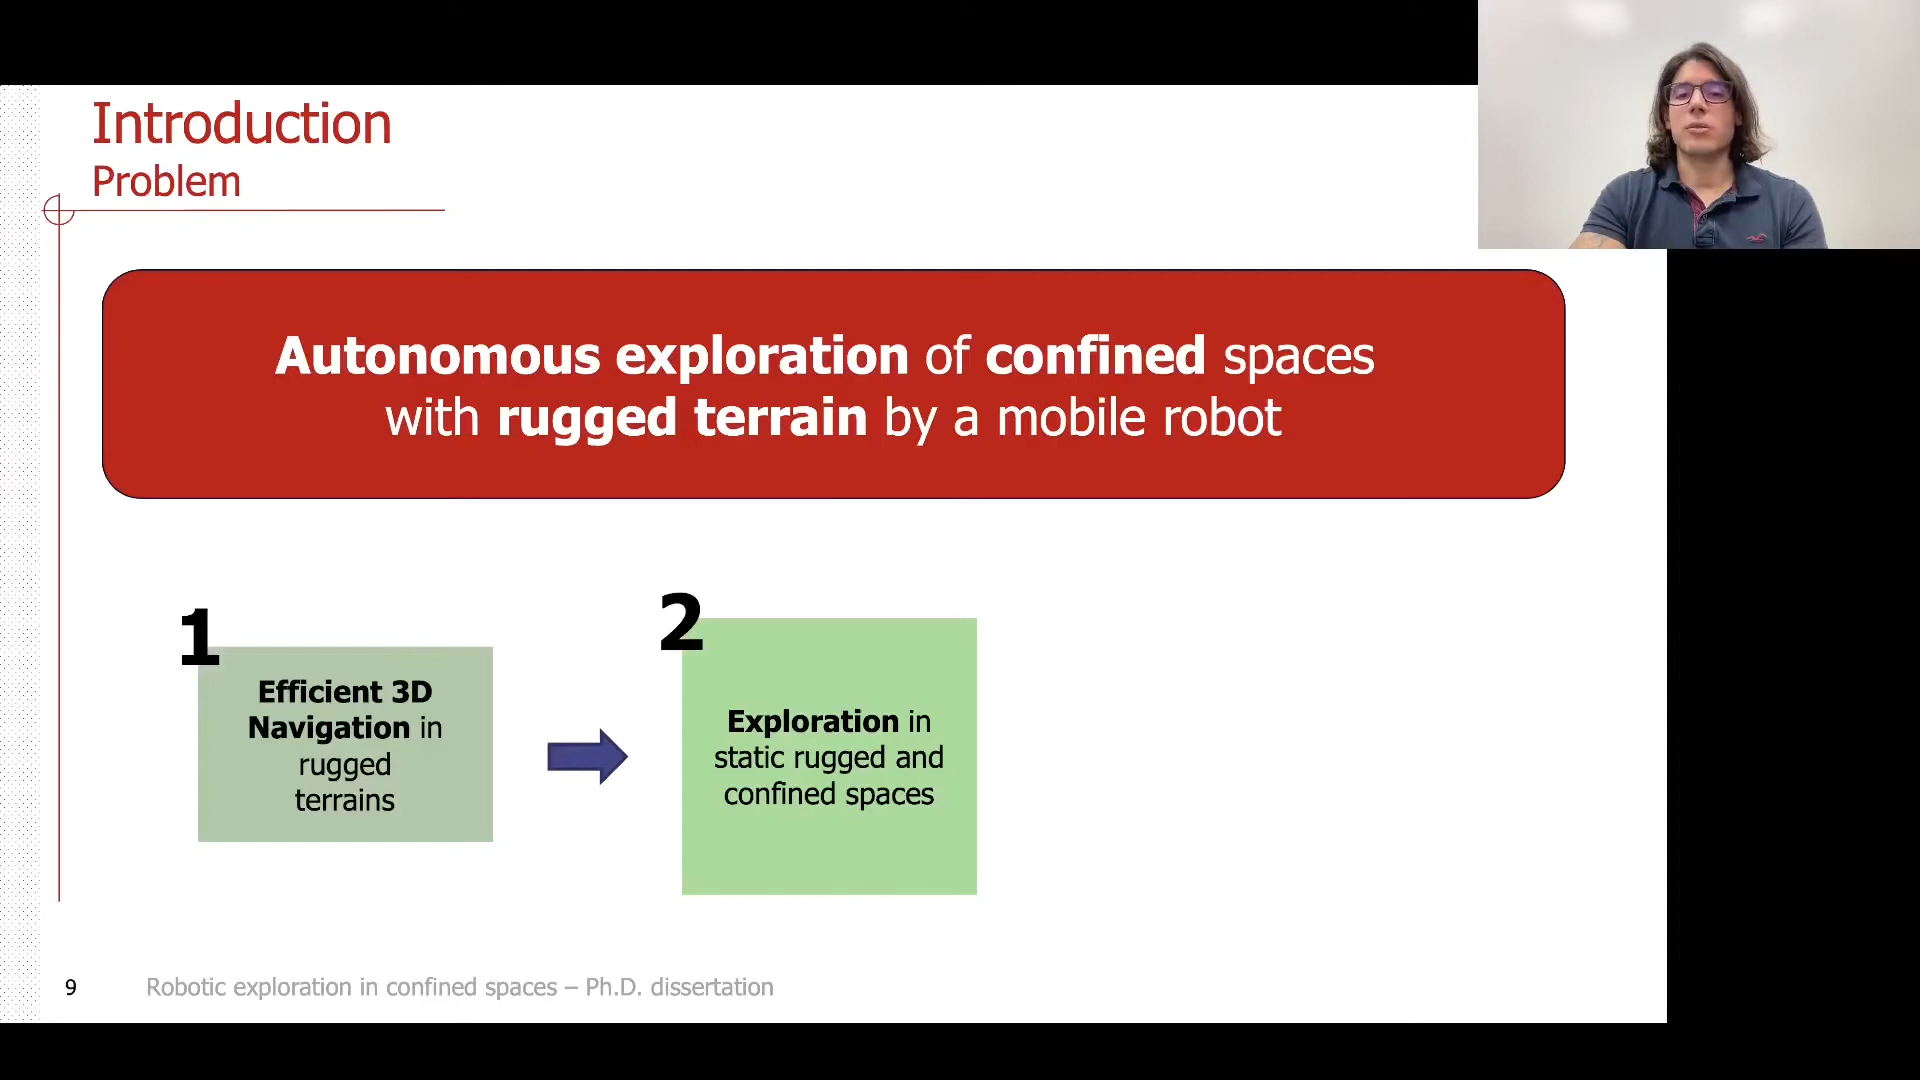 Introduction
Problem
Autonomous exploration of confined spaces
with rugged terrain by a mobile robot
1
Efficient 3D
Navigation in
rugged
terrains
2
Exploration in
static rugged and
confined spaces
9
Robotic exploration in confined spaces – Ph.D. dissertation